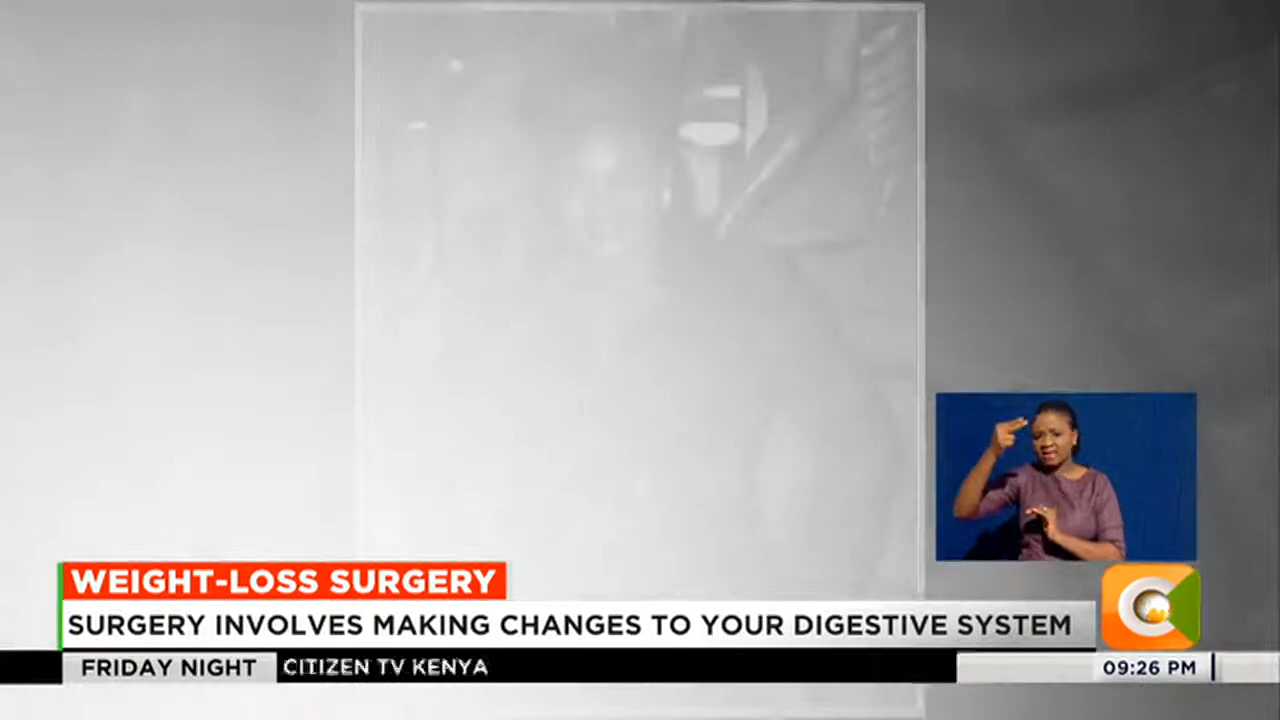 WEIGHT-LOSS SURGERY
SURGERY INVOLVES MAKING CHANGES TO YOUR DIGESTIVE SYSTEM
FRIDAY NIGHT
CITIZEN TV KENYA
09:26 PM